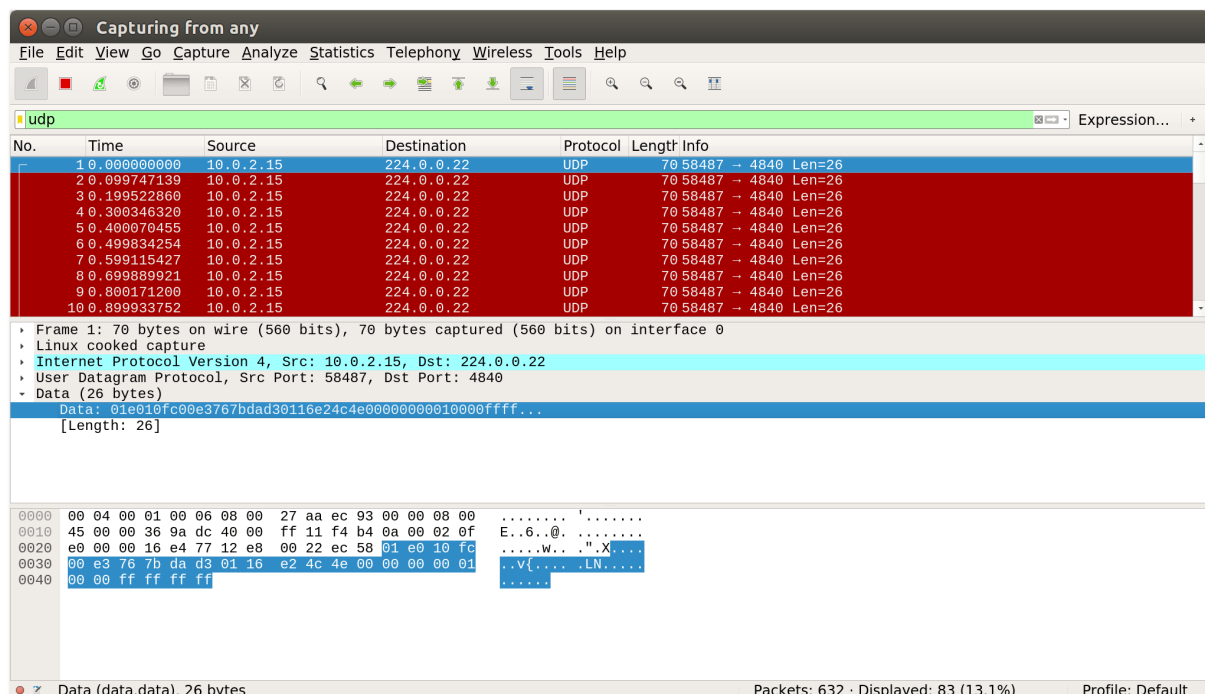 Capturing from any
File Edit View Go Capture Analyze Statistics Telephony Wireless Tools Help
udp Expression... +
No. Time Source Destination Protocol Length Info
1 0.000000000 10.0.2.15 224.0.0.22 UDP 70 58487 → 4840 Len=26
2 0.099747139 10.0.2.15 224.0.0.22 UDP 70 58487 → 4840 Len=26
3 0.199522860 10.0.2.15 224.0.0.22 UDP 70 58487 → 4840 Len=26
4 0.300346320 10.0.2.15 224.0.0.22 UDP 70 58487 → 4840 Len=26
5 0.400070455 10.0.2.15 224.0.0.22 UDP 70 58487 → 4840 Len=26
6 0.499834254 10.0.2.15 224.0.0.22 UDP 70 58487 → 4840 Len=26
7 0.599115427 10.0.2.15 224.0.0.22 UDP 70 58487 → 4840 Len=26
8 0.699889921 10.0.2.15 224.0.0.22 UDP 70 58487 → 4840 Len=26
9 0.800171200 10.0.2.15 224.0.0.22 UDP 70 58487 → 4840 Len=26
10 0.899933752 10.0.2.15 224.0.0.22 UDP 70 58487 → 4840 Len=26
Frame 1: 70 bytes on wire (560 bits), 70 bytes captured (560 bits) on interface 0
Linux cooked capture
Internet Protocol Version 4, Src: 10.0.2.15, Dst: 224.0.0.22
User Datagram Protocol, Src Port: 58487, Dst Port: 4840
Data (26 bytes)
Data: 01e010fc00e3767bdad30116e24c4e00000000010000ffff...
[Length: 26]
0000 00 04 00 01 00 06 08 00 27 aa ec 93 00 00 08 00 ........ '.......
0010 45 00 00 36 9a dc 40 00 ff 11 f4 b4 0a 00 02 0f E..6..@. ........
0020 e0 00 00 16 e4 77 12 e8 00 22 ec 58 01 e0 10 fc .....w.. .".X....
0030 00 e3 76 7b da d3 01 16 e2 4c 4e 00 00 00 00 01 ..v{.... .LN.....
0040 00 00 ff ff ff ff ......
Data (data.data), 26 bytes Packets: 632 · Displayed: 83 (13.1%) Profile: Default